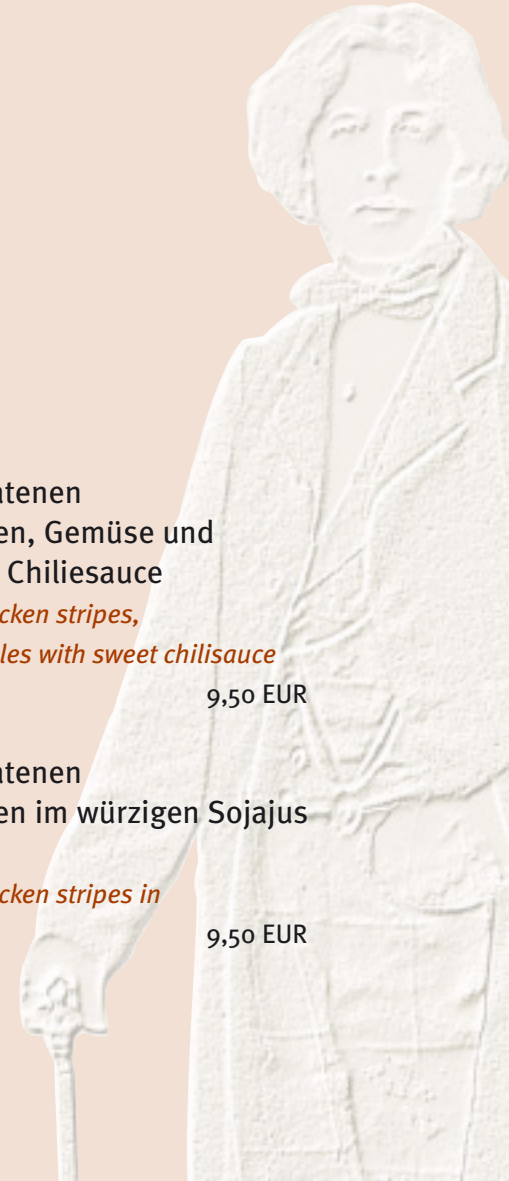 atenen
en, Gemüse und
Chiliesauce
cken stripes,
les with sweet chilisauce
9,50 EUR
atenen
en im würzigen Sojajus
cken stripes in
9,50 EUR